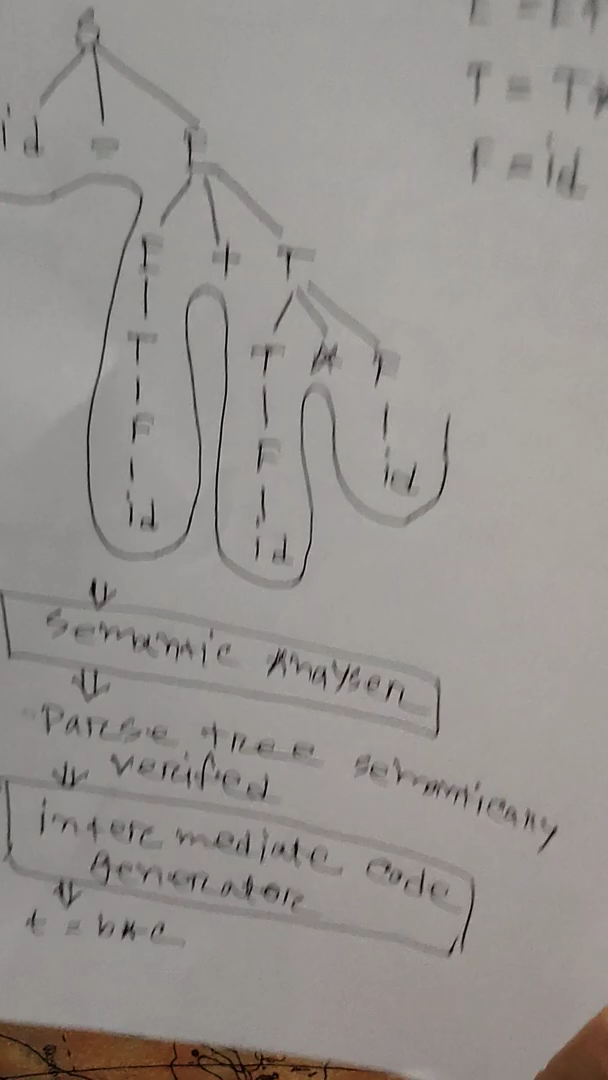 S
T = T*
id = E
F = id
E + T
T T * F
F F id
id id
Semantic Analyser
Parse tree semantically
verified
intermediate code
generator
t = b*c